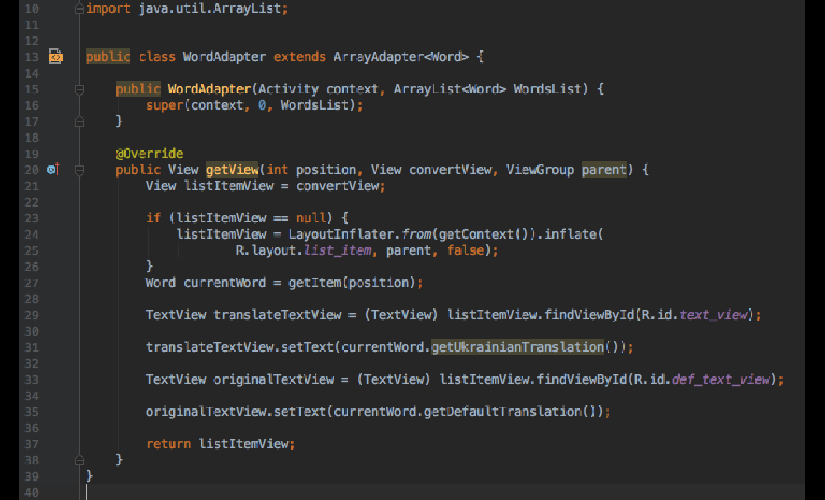 10 import java.util.ArrayList;
11
12
13 public class WordAdapter extends ArrayAdapter<Word> {
14
15     public WordAdapter(Activity context, ArrayList<Word> WordsList) {
16         super(context, 0, WordsList);
17     }
18
19     @Override
20     public View getView(int position, View convertView, ViewGroup parent) {
21         View listItemView = convertView;
22
23         if (listItemView == null) {
24             listItemView = LayoutInflater.from(getContext()).inflate(
25                     R.layout.list_item, parent, false);
26         }
27         Word currentWord = getItem(position);
28
29         TextView translateTextView = (TextView) listItemView.findViewById(R.id.text_view);
30
31         translateTextView.setText(currentWord.getUkrainianTranslation());
32
33         TextView originalTextView = (TextView) listItemView.findViewById(R.id.def_text_view);
34
35         originalTextView.setText(currentWord.getDefaultTranslation());
36
37         return listItemView;
38     }
39 }
40